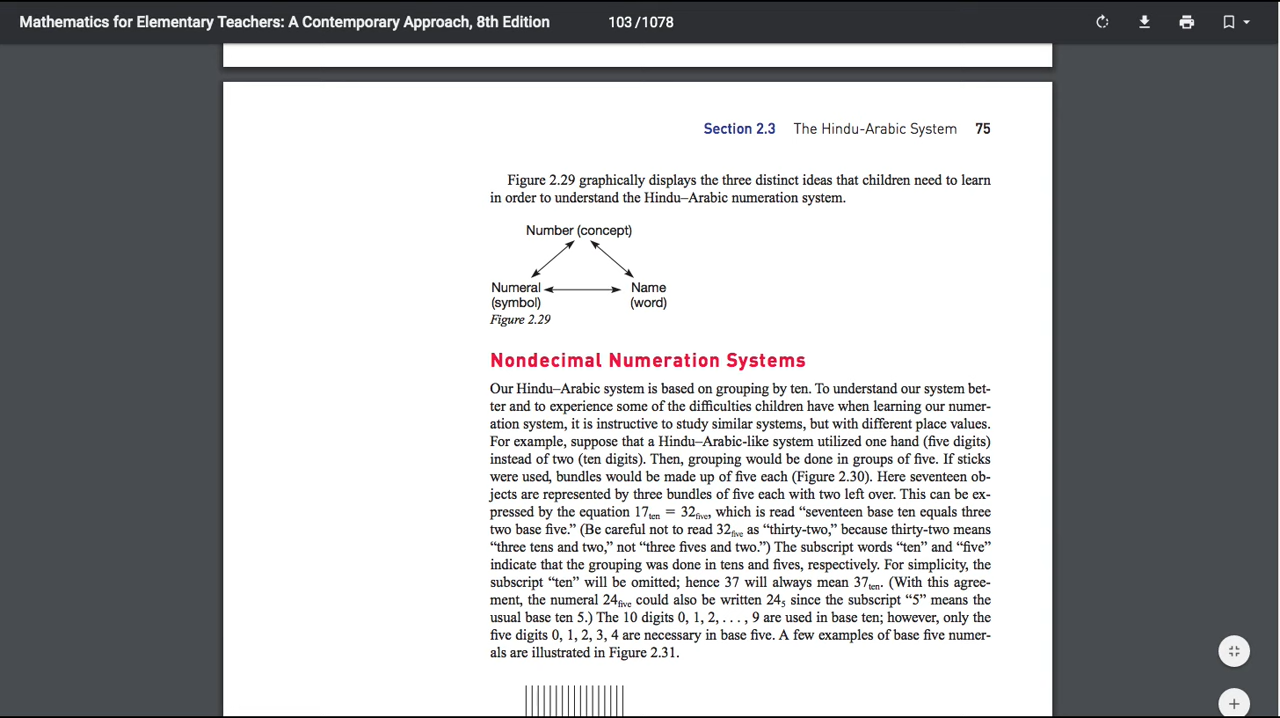 Mathematics for Elementary Teachers: A Contemporary Approach, 8th Edition 103 / 1078
Section 2.3 The Hindu-Arabic System 75
Figure 2.29 graphically displays the three distinct ideas that children need to learn
in order to understand the Hindu–Arabic numeration system.
Number (concept)
Numeral Name
(symbol) (word)
Figure 2.29
Nondecimal Numeration Systems
Our Hindu–Arabic system is based on grouping by ten. To understand our system bet-
ter and to experience some of the difficulties children have when learning our numer-
ation system, it is instructive to study similar systems, but with different place values.
For example, suppose that a Hindu–Arabic-like system utilized one hand (five digits)
instead of two (ten digits). Then, grouping would be done in groups of five. If sticks
were used, bundles would be made up of five each (Figure 2.30). Here seventeen ob-
jects are represented by three bundles of five each with two left over. This can be ex-
pressed by the equation 17ten = 32five, which is read “seventeen base ten equals three
two base five.” (Be careful not to read 32five as “thirty-two,” because thirty-two means
“three tens and two,” not “three fives and two.”) The subscript words “ten” and “five”
indicate that the grouping was done in tens and fives, respectively. For simplicity, the
subscript “ten” will be omitted; hence 37 will always mean 37ten. (With this agree-
ment, the numeral 24five could also be written 245 since the subscript “5” means the
usual base ten 5.) The 10 digits 0, 1, 2, . . . , 9 are used in base ten; however, only the
five digits 0, 1, 2, 3, 4 are necessary in base five. A few examples of base five numer-
als are illustrated in Figure 2.31.